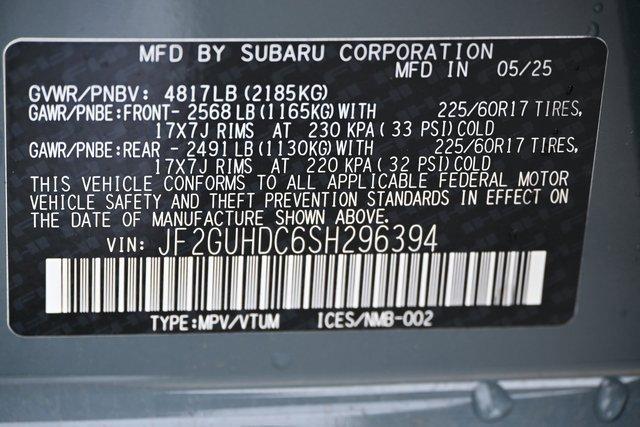 MFD BY SUBARU CORPORATION
MFD IN 05/25
GVWR/PNBV: 4817LB (2185KG)
GAWR/PNBE:FRONT- 2568 LB (1165KG) WITH 225/60R17 TIRES,
17X7J RIMS AT 230 KPA (33 PSI) COLD
GAWR/PNBE:REAR - 2491 LB (1130KG) WITH 225/60R17 TIRES,
17X7J RIMS AT 220 KPA (32 PSI) COLD
THIS VEHICLE CONFORMS TO ALL APPLICABLE FEDERAL MOTOR
VEHICLE SAFETY AND THEFT PREVENTION STANDARDS IN EFFECT ON
THE DATE OF MANUFACTURE SHOWN ABOVE.
VIN: JF2GUHDC6SH296394
TYPE:MPV/VTUM ICES/NMB-002